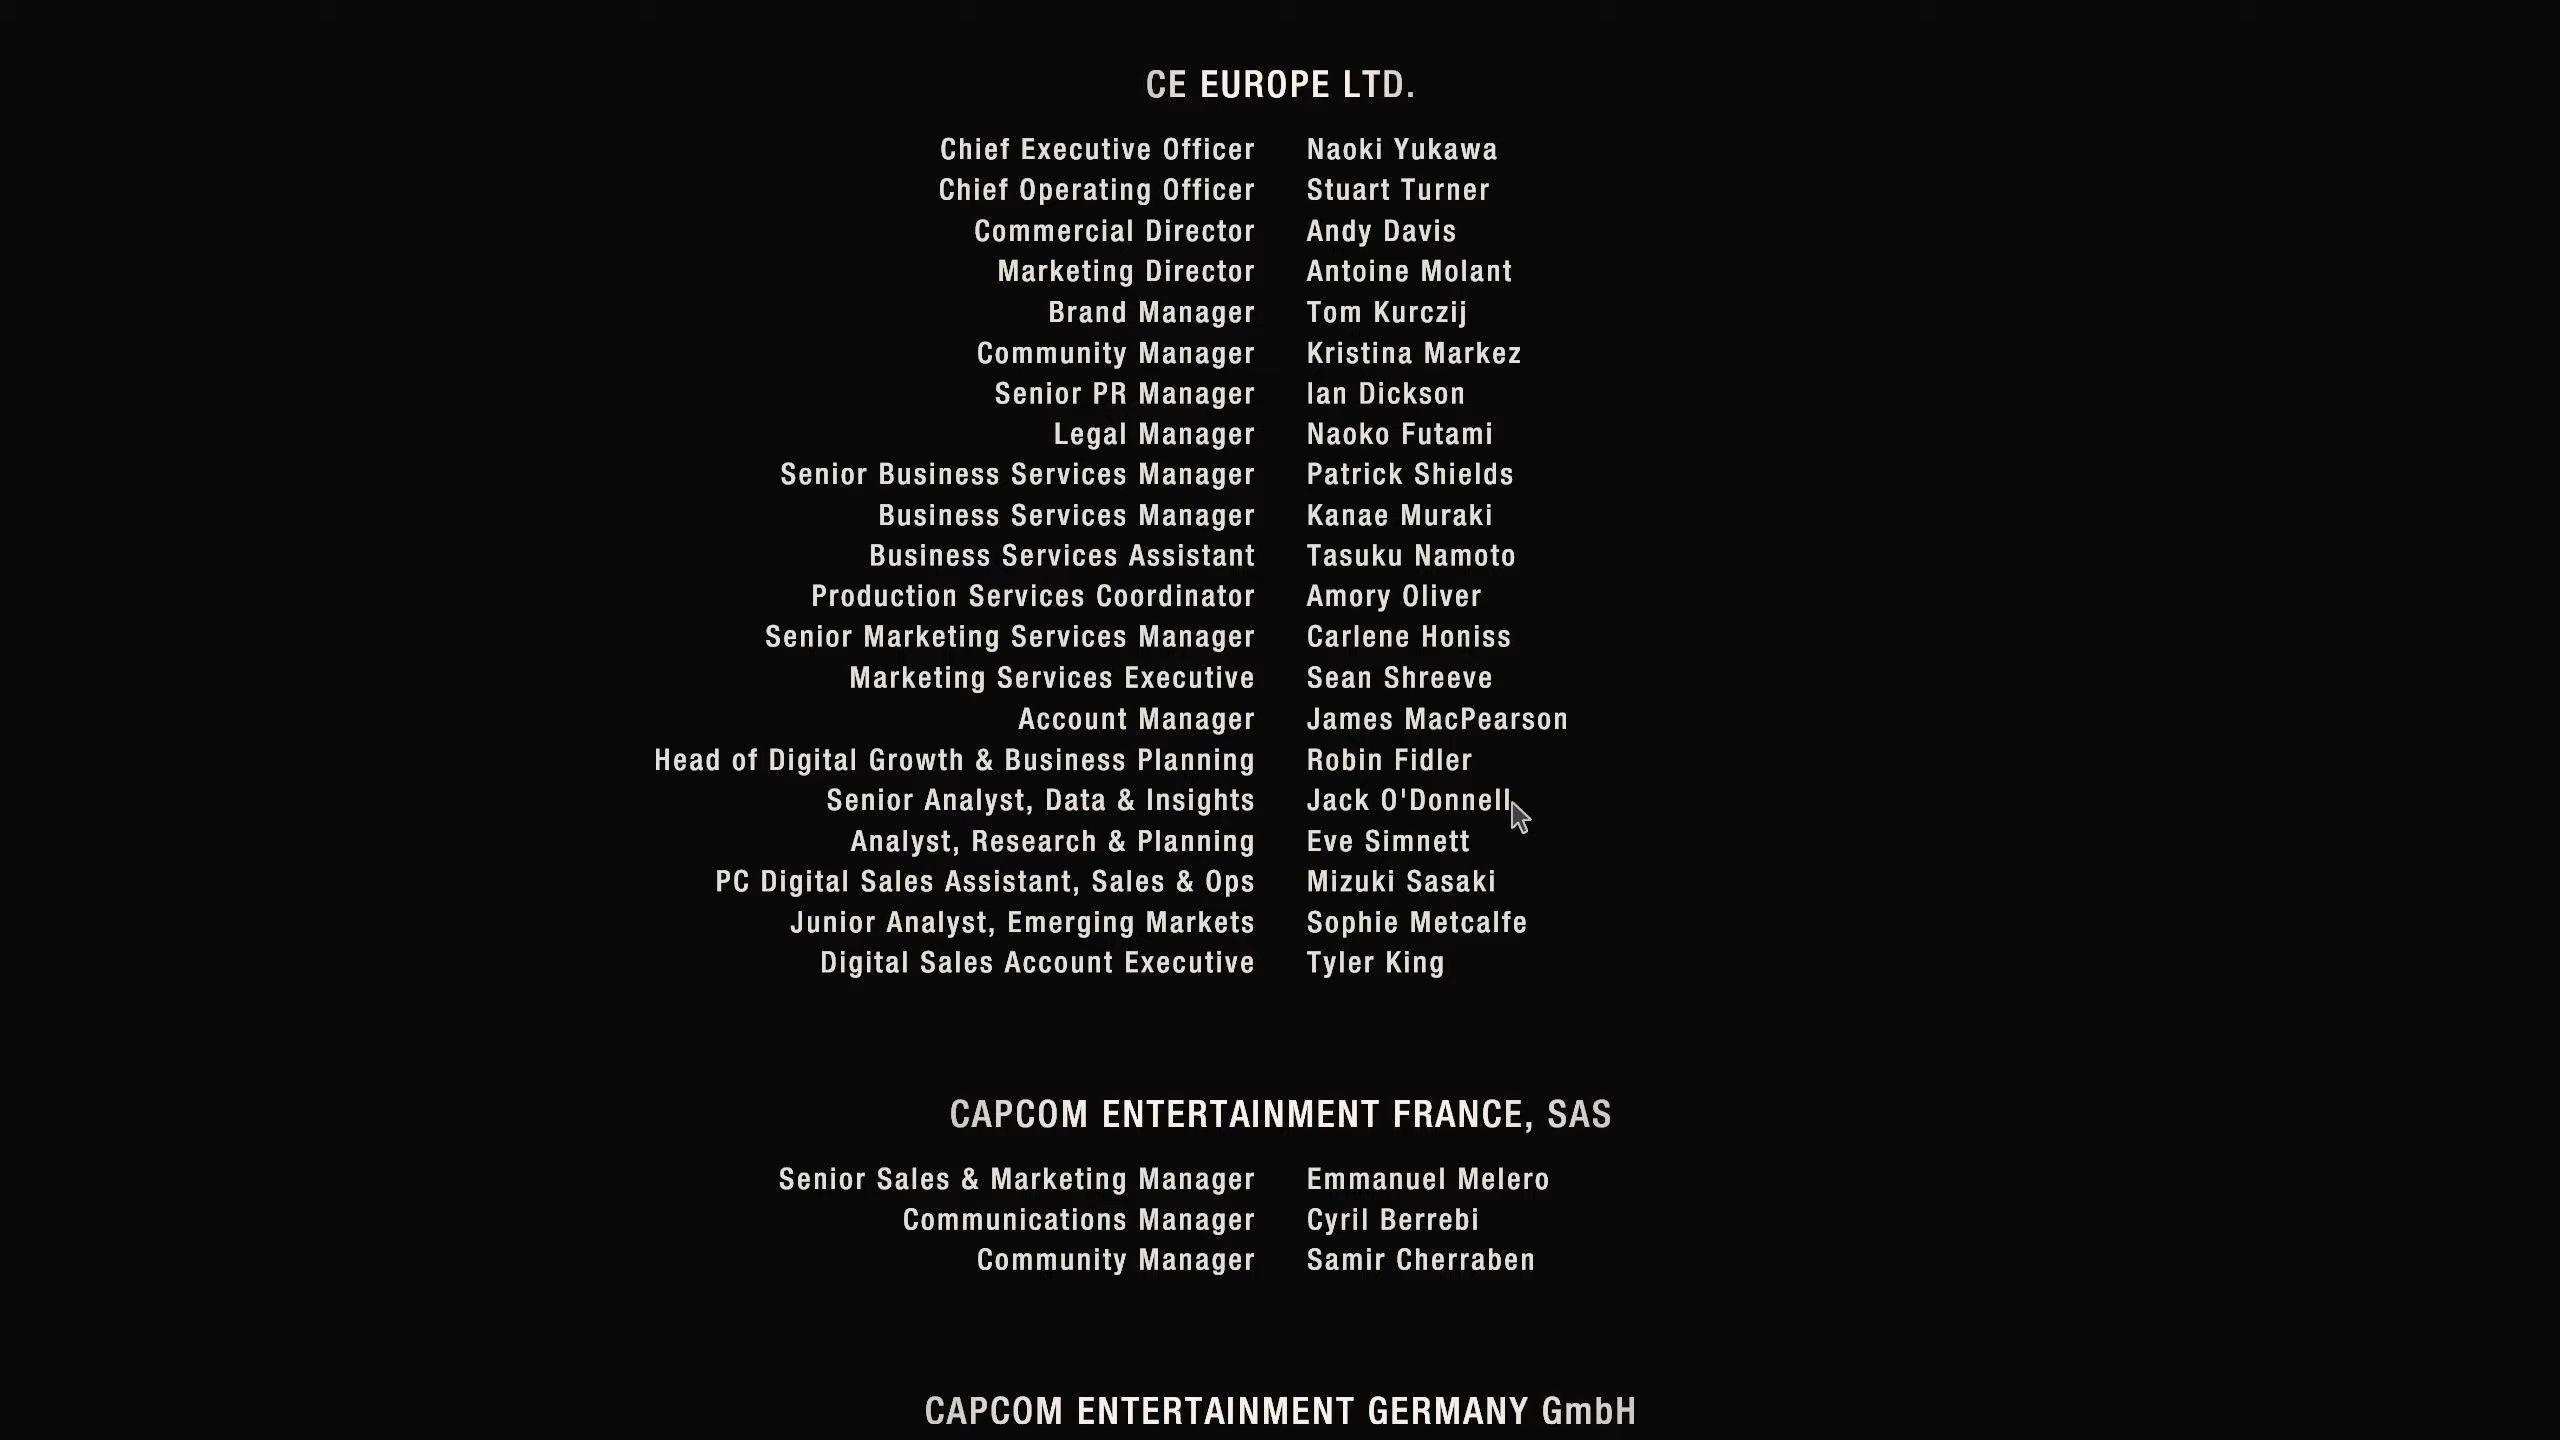 CE EUROPE LTD.
Chief Executive Officer Naoki Yukawa
Chief Operating Officer Stuart Turner
Commercial Director Andy Davis
Marketing Director Antoine Molant
Brand Manager Tom Kurczij
Community Manager Kristina Markez
Senior PR Manager Ian Dickson
Legal Manager Naoko Futami
Senior Business Services Manager Patrick Shields
Business Services Manager Kanae Muraki
Business Services Assistant Tasuku Namoto
Production Services Coordinator Amory Oliver
Senior Marketing Services Manager Carlene Honiss
Marketing Services Executive Sean Shreeve
Account Manager James MacPearson
Head of Digital Growth & Business Planning Robin Fidler
Senior Analyst, Data & Insights Jack O'Donnell
Analyst, Research & Planning Eve Simnett
PC Digital Sales Assistant, Sales & Ops Mizuki Sasaki
Junior Analyst, Emerging Markets Sophie Metcalfe
Digital Sales Account Executive Tyler King
CAPCOM ENTERTAINMENT FRANCE, SAS
Senior Sales & Marketing Manager Emmanuel Melero
Communications Manager Cyril Berrebi
Community Manager Samir Cherraben
CAPCOM ENTERTAINMENT GERMANY GmbH